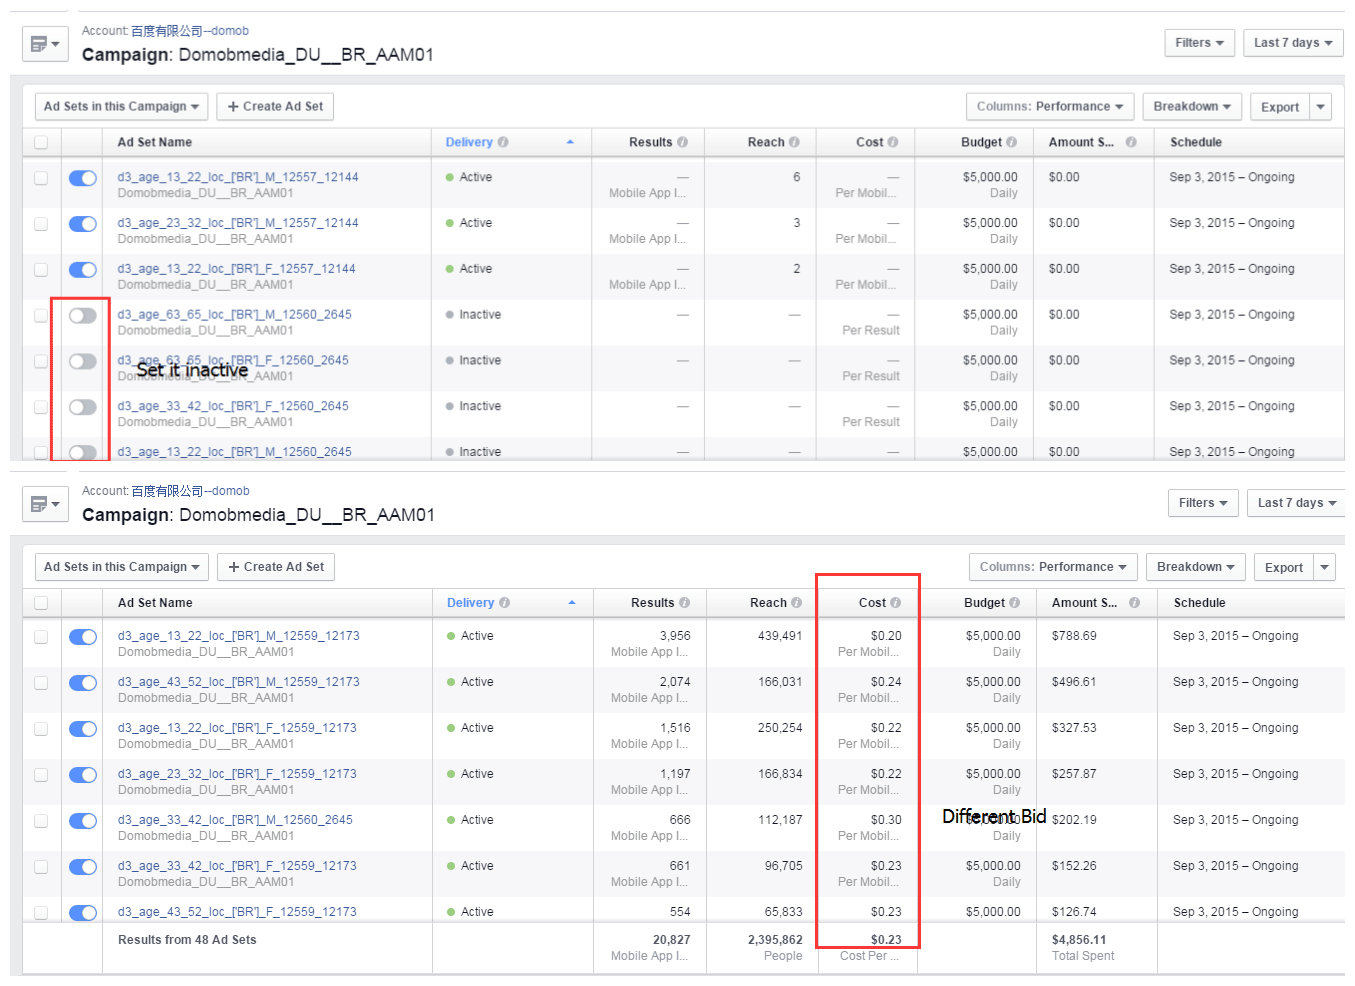 Account: 百度有限公司--domob
Campaign: Domobmedia_DU__BR_AAM01
Filters
Last 7 days
Ad Sets in this Campaign
+ Create Ad Set
Columns: Performance
Breakdown
Export
Ad Set Name Delivery Results Reach Cost Budget Amount S... Schedule
d3_age_13_22_loc_['BR']_M_12557_12144 Active — 6 — $5,000.00 $0.00 Sep 3, 2015 – Ongoing
Domobmedia_DU__BR_AAM01 Mobile App I... Per Mobil... Daily
d3_age_23_32_loc_['BR']_M_12557_12144 Active — 3 — $5,000.00 $0.00 Sep 3, 2015 – Ongoing
Domobmedia_DU__BR_AAM01 Mobile App I... Per Mobil... Daily
d3_age_13_22_loc_['BR']_F_12557_12144 Active — 2 — $5,000.00 $0.00 Sep 3, 2015 – Ongoing
Domobmedia_DU__BR_AAM01 Mobile App I... Per Mobil... Daily
d3_age_63_65_loc_['BR']_M_12560_2645 Inactive — — — $5,000.00 $0.00 Sep 3, 2015 – Ongoing
Domobmedia_DU__BR_AAM01 Per Result Daily
d3_age_63_65_loc_['BR']_F_12560_2645 Inactive — — — $5,000.00 $0.00 Sep 3, 2015 – Ongoing
Set it inactive
Domobmedia_DU__BR_AAM01 Per Result Daily
d3_age_33_42_loc_['BR']_F_12560_2645 Inactive — — — $5,000.00 $0.00 Sep 3, 2015 – Ongoing
Domobmedia_DU__BR_AAM01 Per Result Daily
d3_age_13_22_loc_['BR']_M_12560_2645 Inactive — — — $5,000.00 $0.00 Sep 3, 2015 – Ongoing
Account: 百度有限公司--domob
Campaign: Domobmedia_DU__BR_AAM01
Filters
Last 7 days
Ad Sets in this Campaign
+ Create Ad Set
Columns: Performance
Breakdown
Export
Ad Set Name Delivery Results Reach Cost Budget Amount S... Schedule
d3_age_13_22_loc_['BR']_M_12559_12173 Active 3,956 439,491 $0.20 $5,000.00 $788.69 Sep 3, 2015 – Ongoing
Domobmedia_DU__BR_AAM01 Mobile App I... Per Mobil... Daily
d3_age_43_52_loc_['BR']_M_12559_12173 Active 2,074 166,031 $0.24 $5,000.00 $496.61 Sep 3, 2015 – Ongoing
Domobmedia_DU__BR_AAM01 Mobile App I... Per Mobil... Daily
d3_age_13_22_loc_['BR']_F_12559_12173 Active 1,516 250,254 $0.22 $5,000.00 $327.53 Sep 3, 2015 – Ongoing
Domobmedia_DU__BR_AAM01 Mobile App I... Per Mobil... Daily
d3_age_23_32_loc_['BR']_F_12559_12173 Active 1,197 166,834 $0.22 $5,000.00 $257.87 Sep 3, 2015 – Ongoing
Domobmedia_DU__BR_AAM01 Mobile App I... Per Mobil... Daily
Different Bid
d3_age_33_42_loc_['BR']_M_12560_2645 Active 666 112,187 $0.30 $5,000.00 $202.19 Sep 3, 2015 – Ongoing
Domobmedia_DU__BR_AAM01 Mobile App I... Per Mobil... Daily
d3_age_33_42_loc_['BR']_F_12559_12173 Active 661 96,705 $0.23 $5,000.00 $152.26 Sep 3, 2015 – Ongoing
Domobmedia_DU__BR_AAM01 Mobile App I... Per Mobil... Daily
d3_age_43_52_loc_['BR']_F_12559_12173 Active 554 65,833 $0.23 $5,000.00 $126.74 Sep 3, 2015 – Ongoing
Results from 48 Ad Sets 20,827 2,395,862 $0.23 $4,856.11
Mobile App I... People Cost Per ... Total Spent